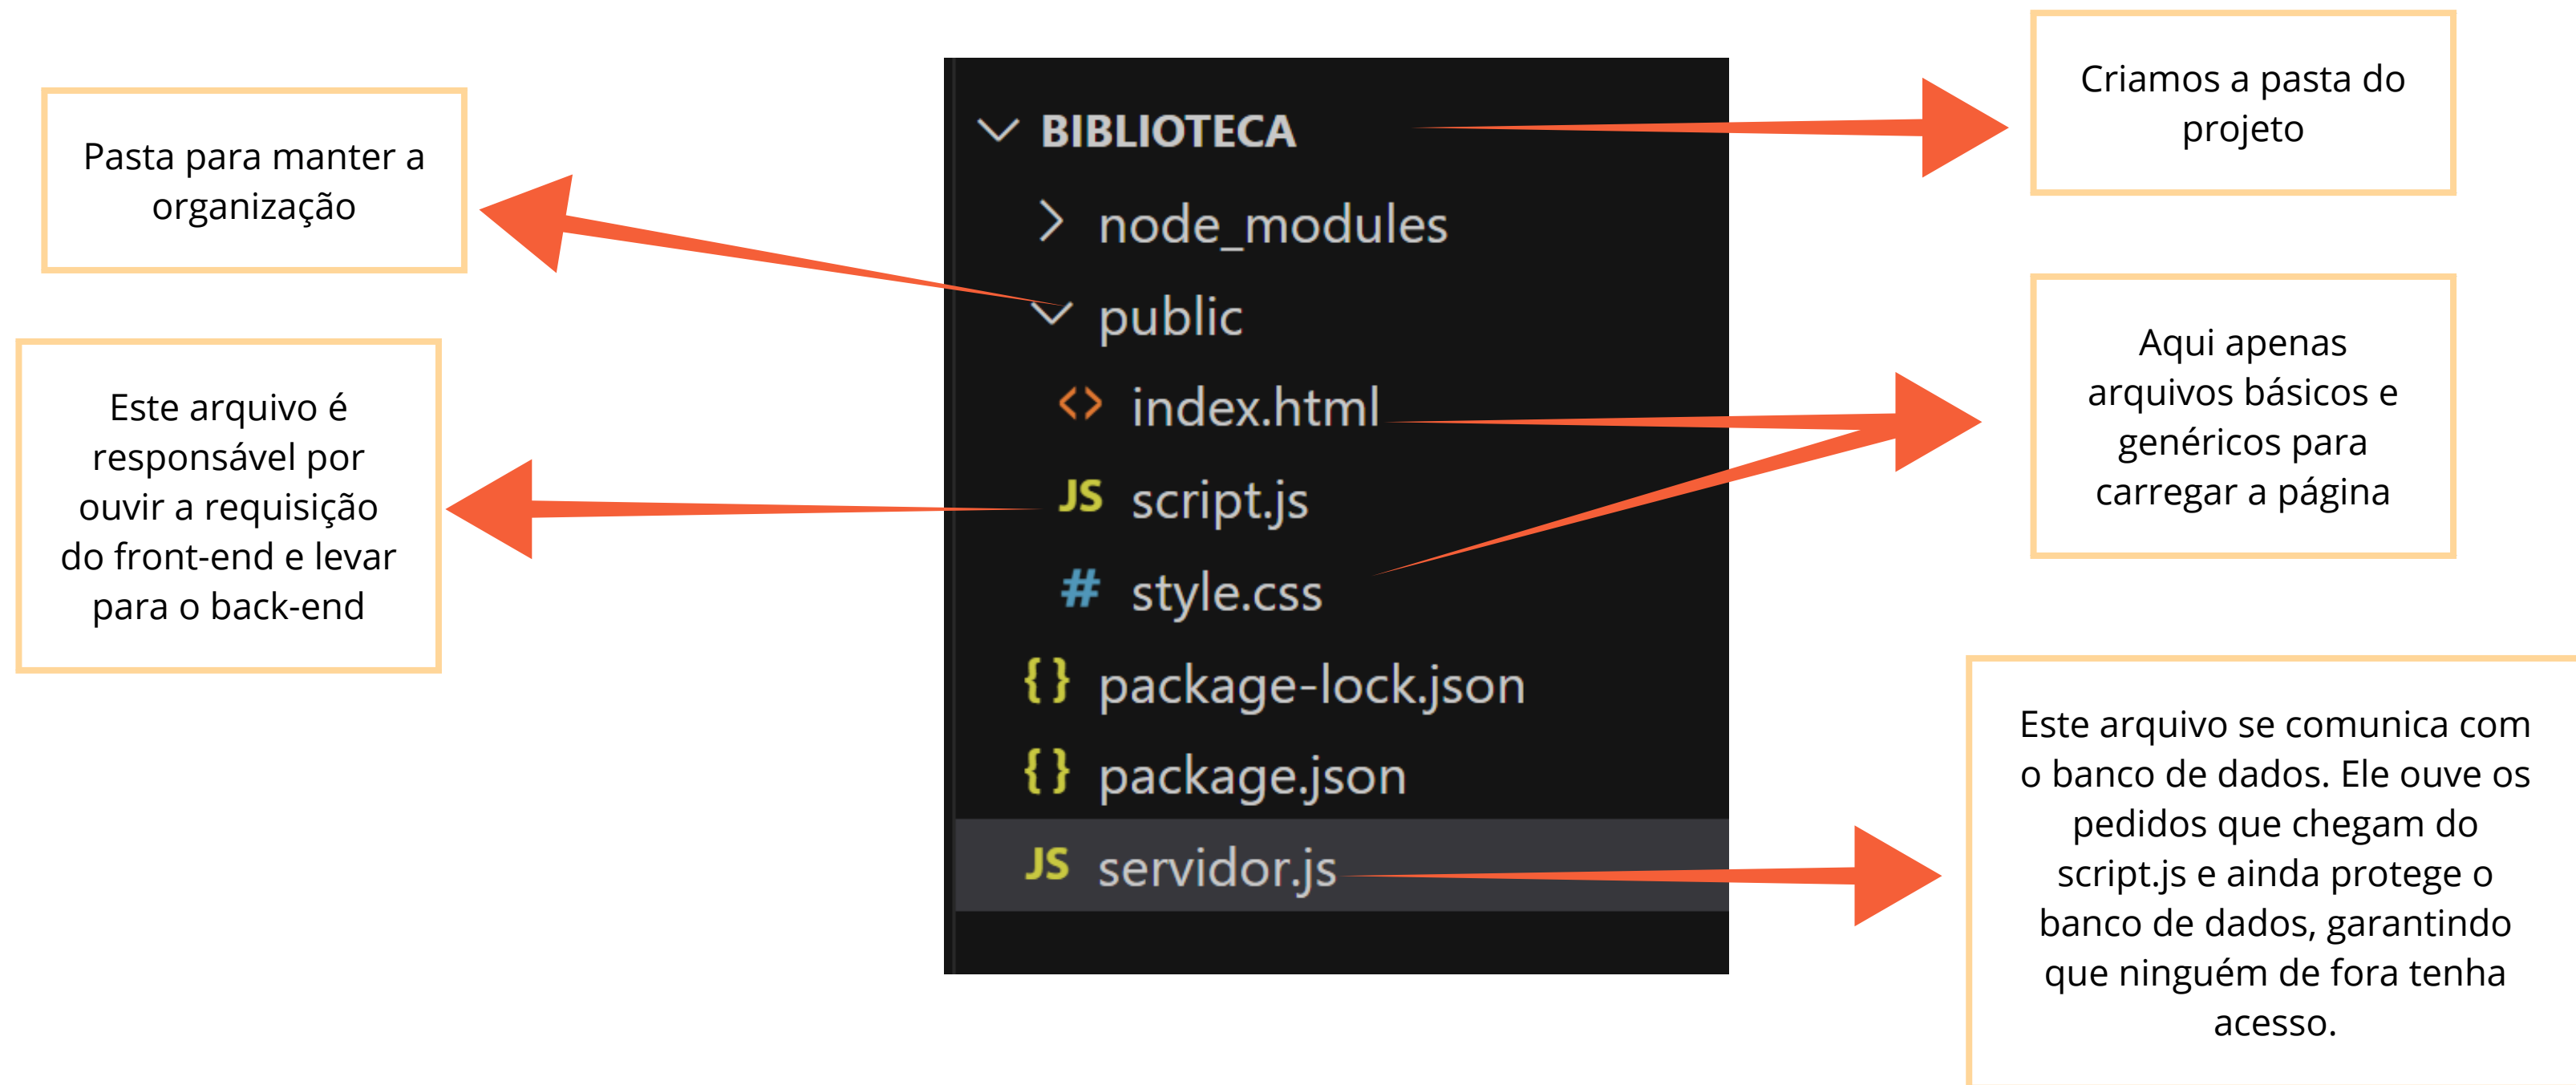 Pasta para manter a
organização
Este arquivo é
responsável por
ouvir a requisição
do front-end e levar
para o back-end
BIBLIOTECA
node_modules
public
<> index.html
JS script.js
# style.css
{} package-lock.json
{} package.json
JS servidor.js
Criamos a pasta do
projeto
Aqui apenas
arquivos básicos e
genéricos para
carregar a página
Este arquivo se comunica com
o banco de dados. Ele ouve os
pedidos que chegam do
script.js e ainda protege o
banco de dados, garantindo
que ninguém de fora tenha
acesso.